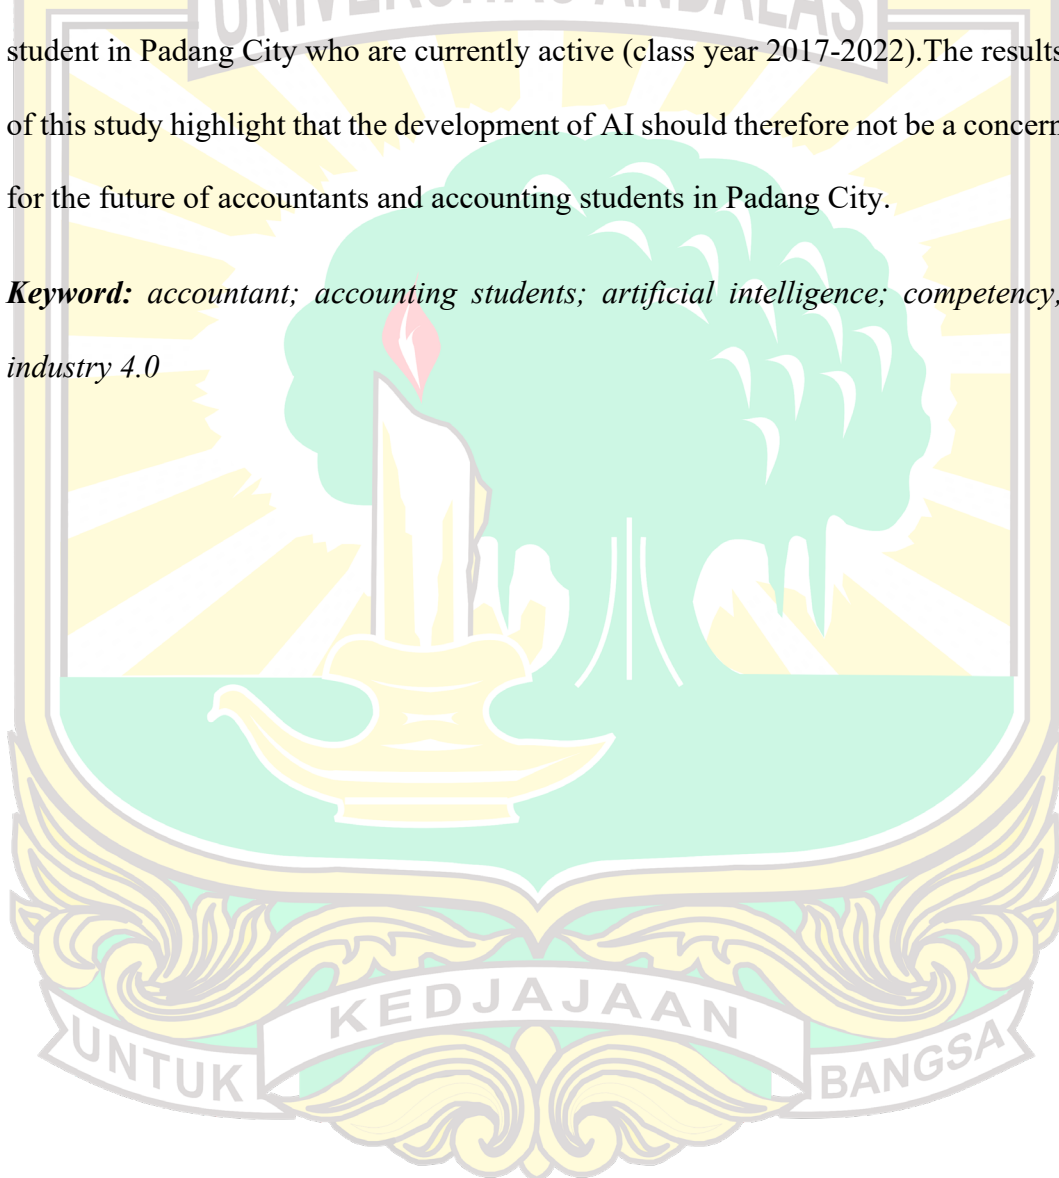 UNIVERSITAS ANDALAS
student in Padang City who are currently active (class year 2017-2022).The results
of this study highlight that the development of AI should therefore not be a concern
for the future of accountants and accounting students in Padang City.
Keyword: accountant; accounting students; artificial intelligence; competency,
industry 4.0
UNTUK KEDJAJAAN BANGSA